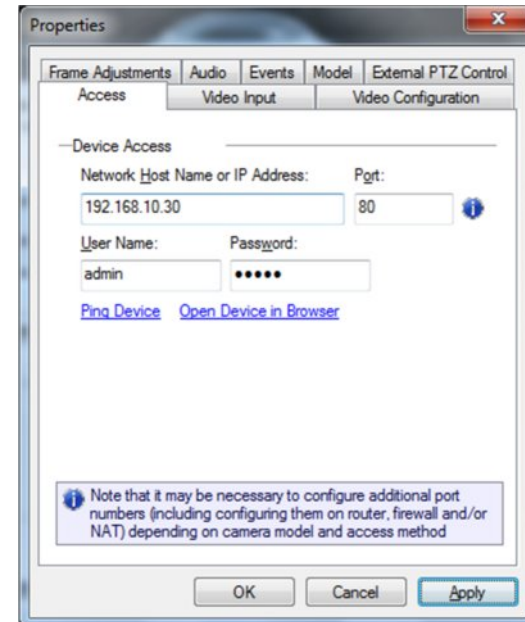 Properties
Frame Adjustments Audio Events Model External PTZ Control
Access Video Input Video Configuration
Device Access
Network Host Name or IP Address: Port:
192.168.10.30 80
User Name: Password:
admin •••••
Ping Device Open Device in Browser
Note that it may be necessary to configure additional port
numbers (including configuring them on router, firewall and/or
NAT) depending on camera model and access method
OK Cancel Apply